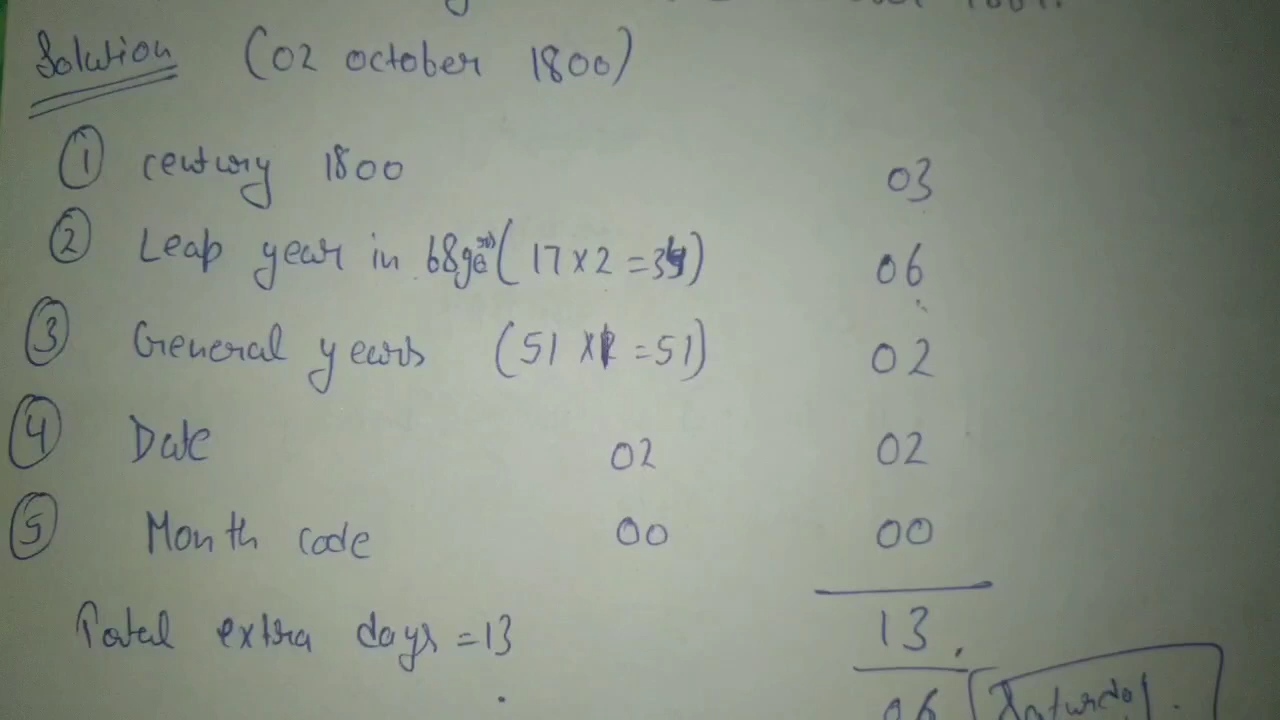 Solution (02 october 1800)
① century 1800 03
② Leap year in 68 (17×2=34) 06
③ General years (51×1=51) 02
④ Date 02 02
⑤ Month code 00 00
Total extra days = 13 13
06 Saturday.